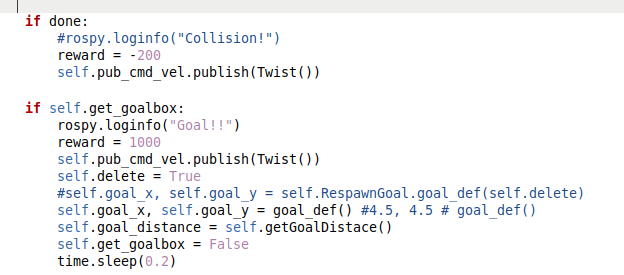 if done:
    #rospy.loginfo("Collision!")
    reward = -200
    self.pub_cmd_vel.publish(Twist())

if self.get_goalbox:
    rospy.loginfo("Goal!!")
    reward = 1000
    self.pub_cmd_vel.publish(Twist())
    self.delete = True
    #self.goal_x, self.goal_y = self.RespawnGoal.goal_def(self.delete)
    self.goal_x, self.goal_y = goal_def() #4.5, 4.5 # goal_def()
    self.goal_distance = self.getGoalDistace()
    self.get_goalbox = False
    time.sleep(0.2)